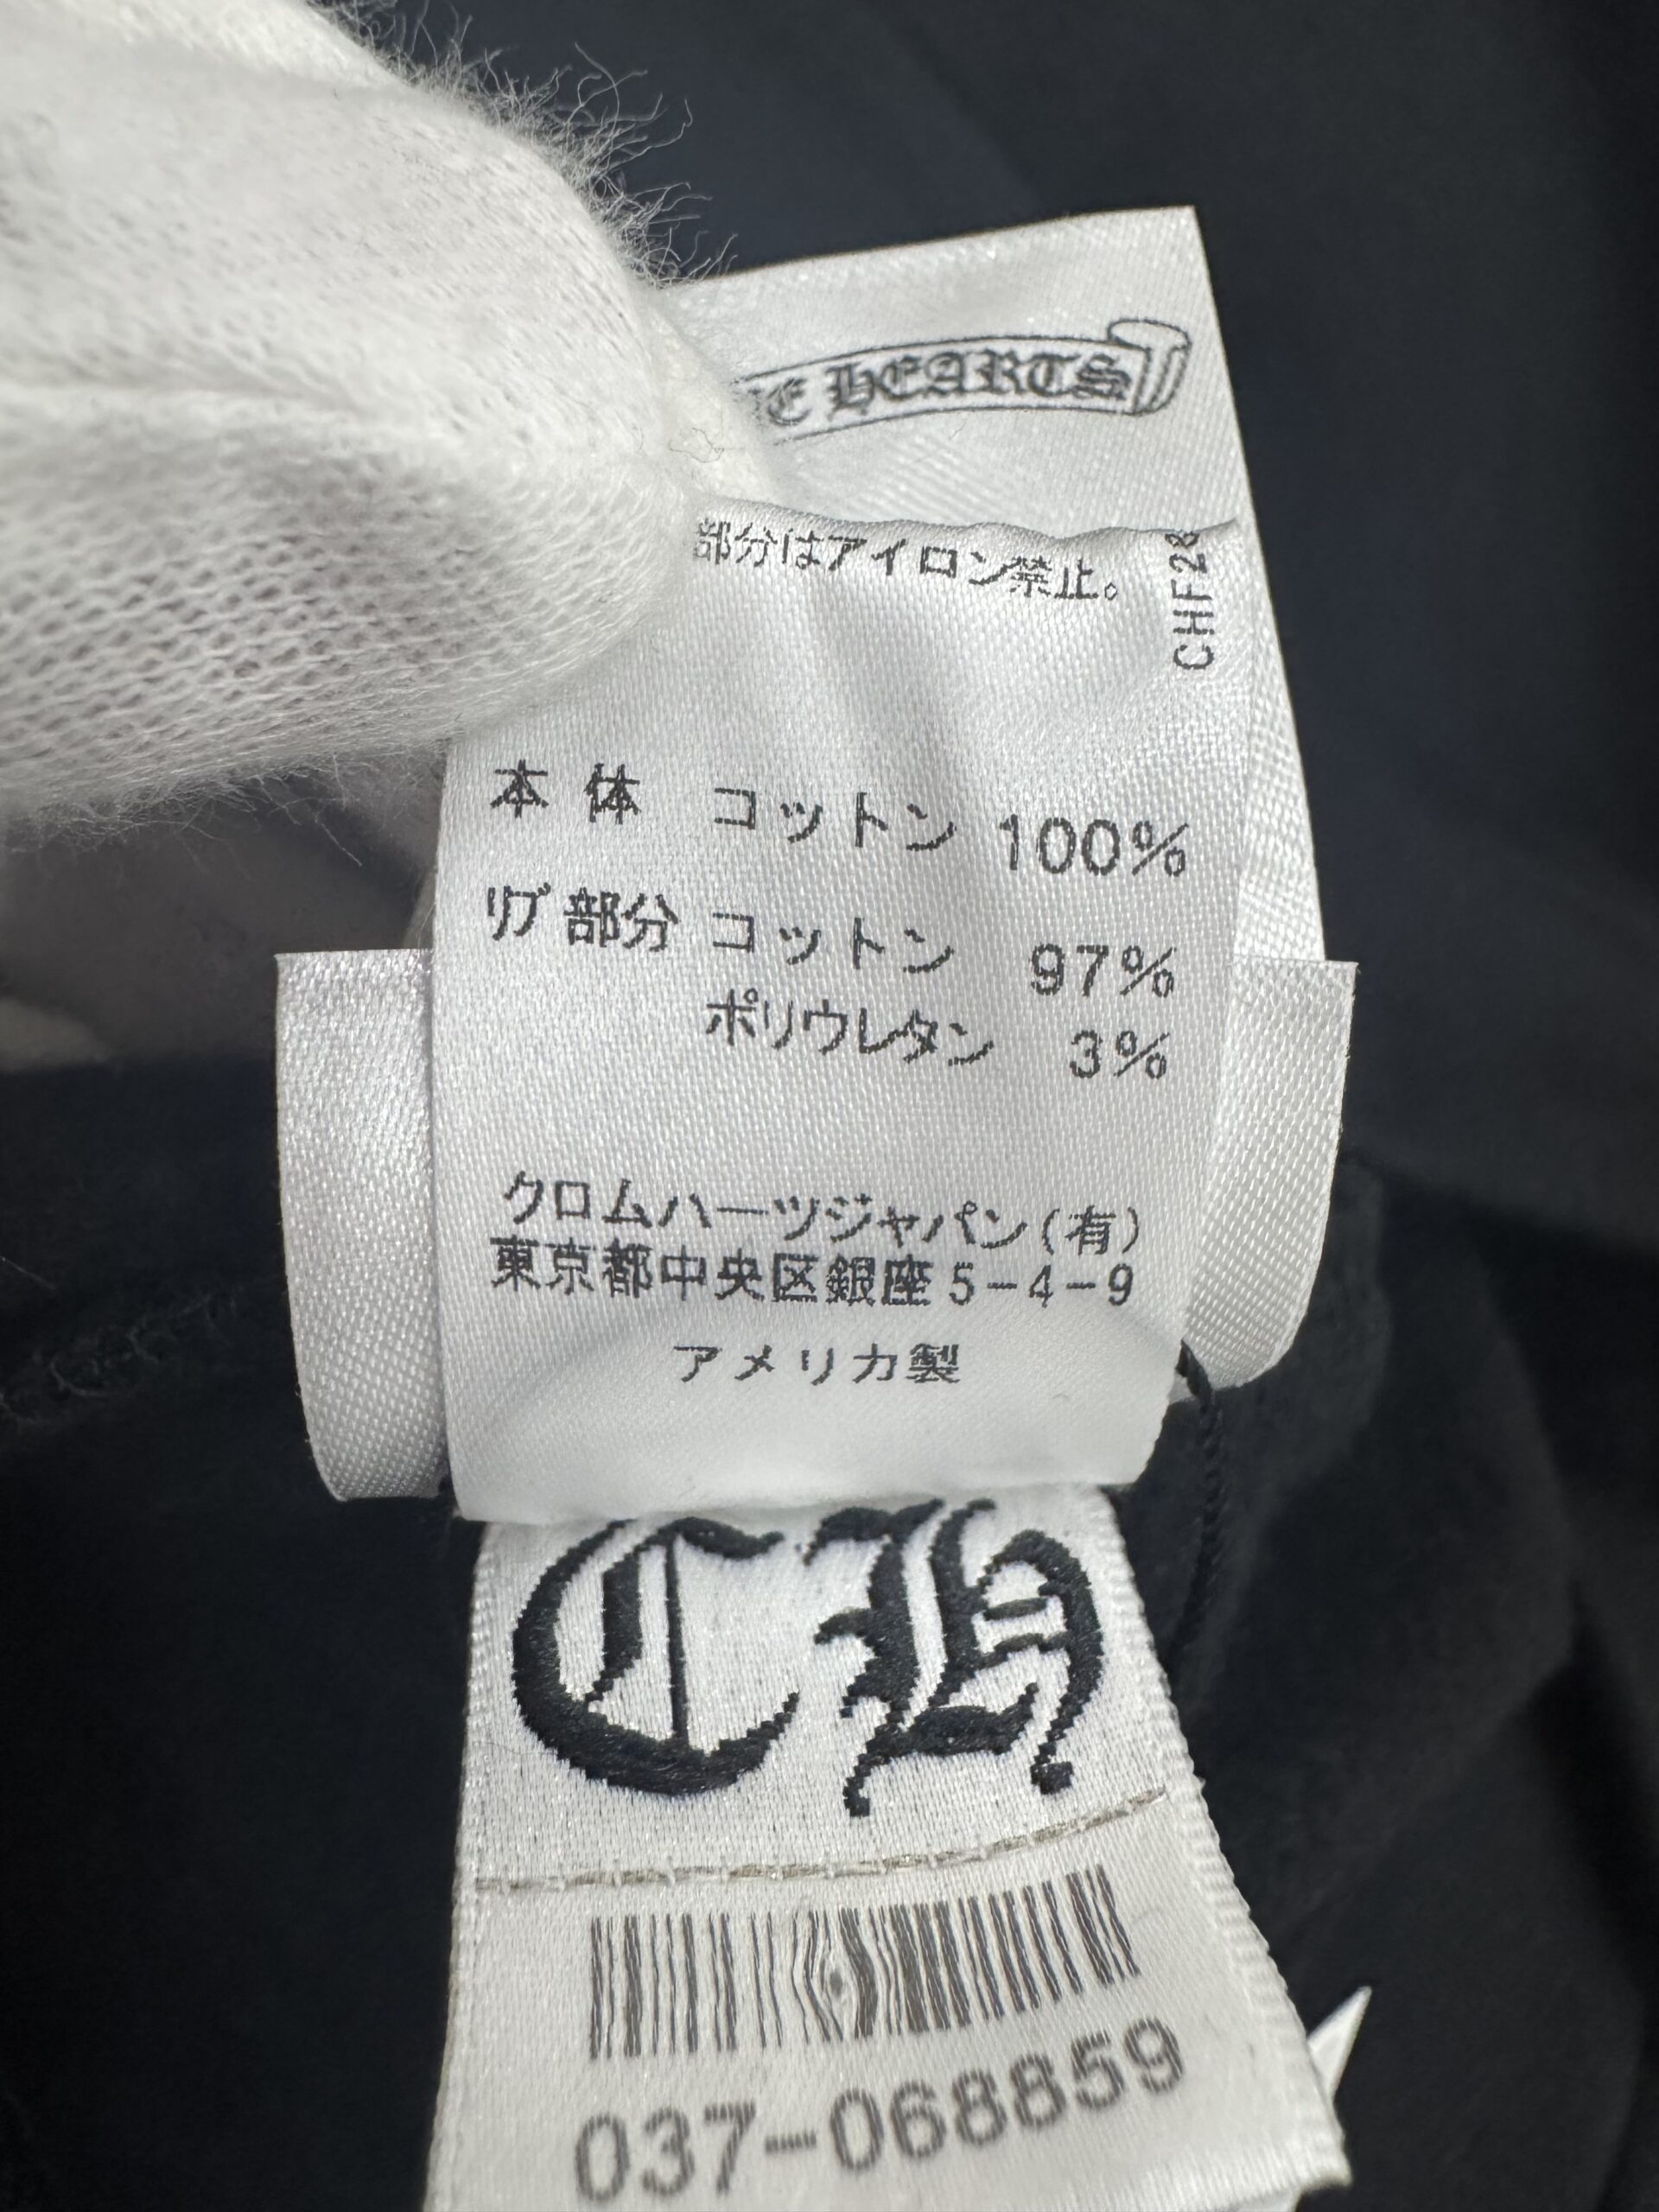 HEARTS
部分はアイロン禁止。
CHF28
本体 コットン 100%
リブ部分 コットン 97%
ポリウレタン 3%
クロムハーツジャパン(有)
東京都中央区銀座5-4-9
アメリカ製
CH
037-068859